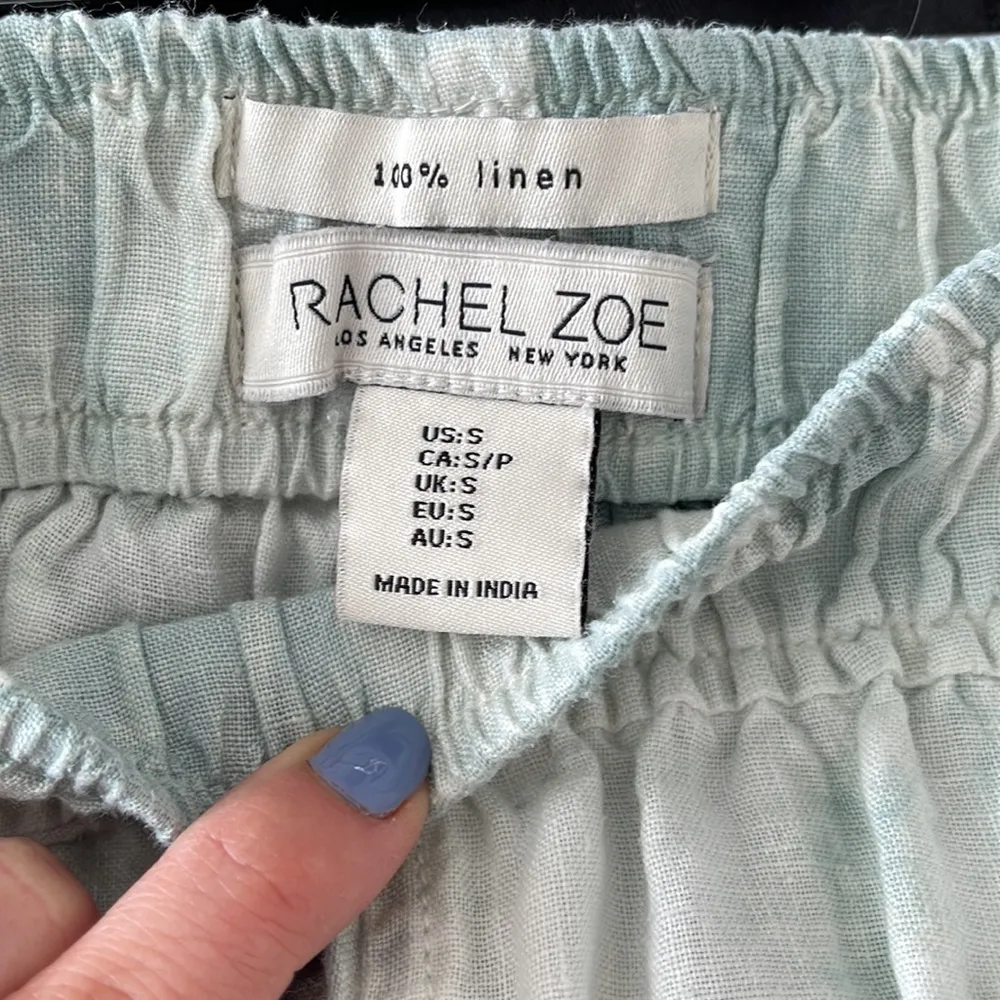 100% linen
RACHEL ZOE
LOS ANGELES NEW YORK
US:S
CA:S/P
UK:S
EU:S
AU:S
MADE IN INDIA